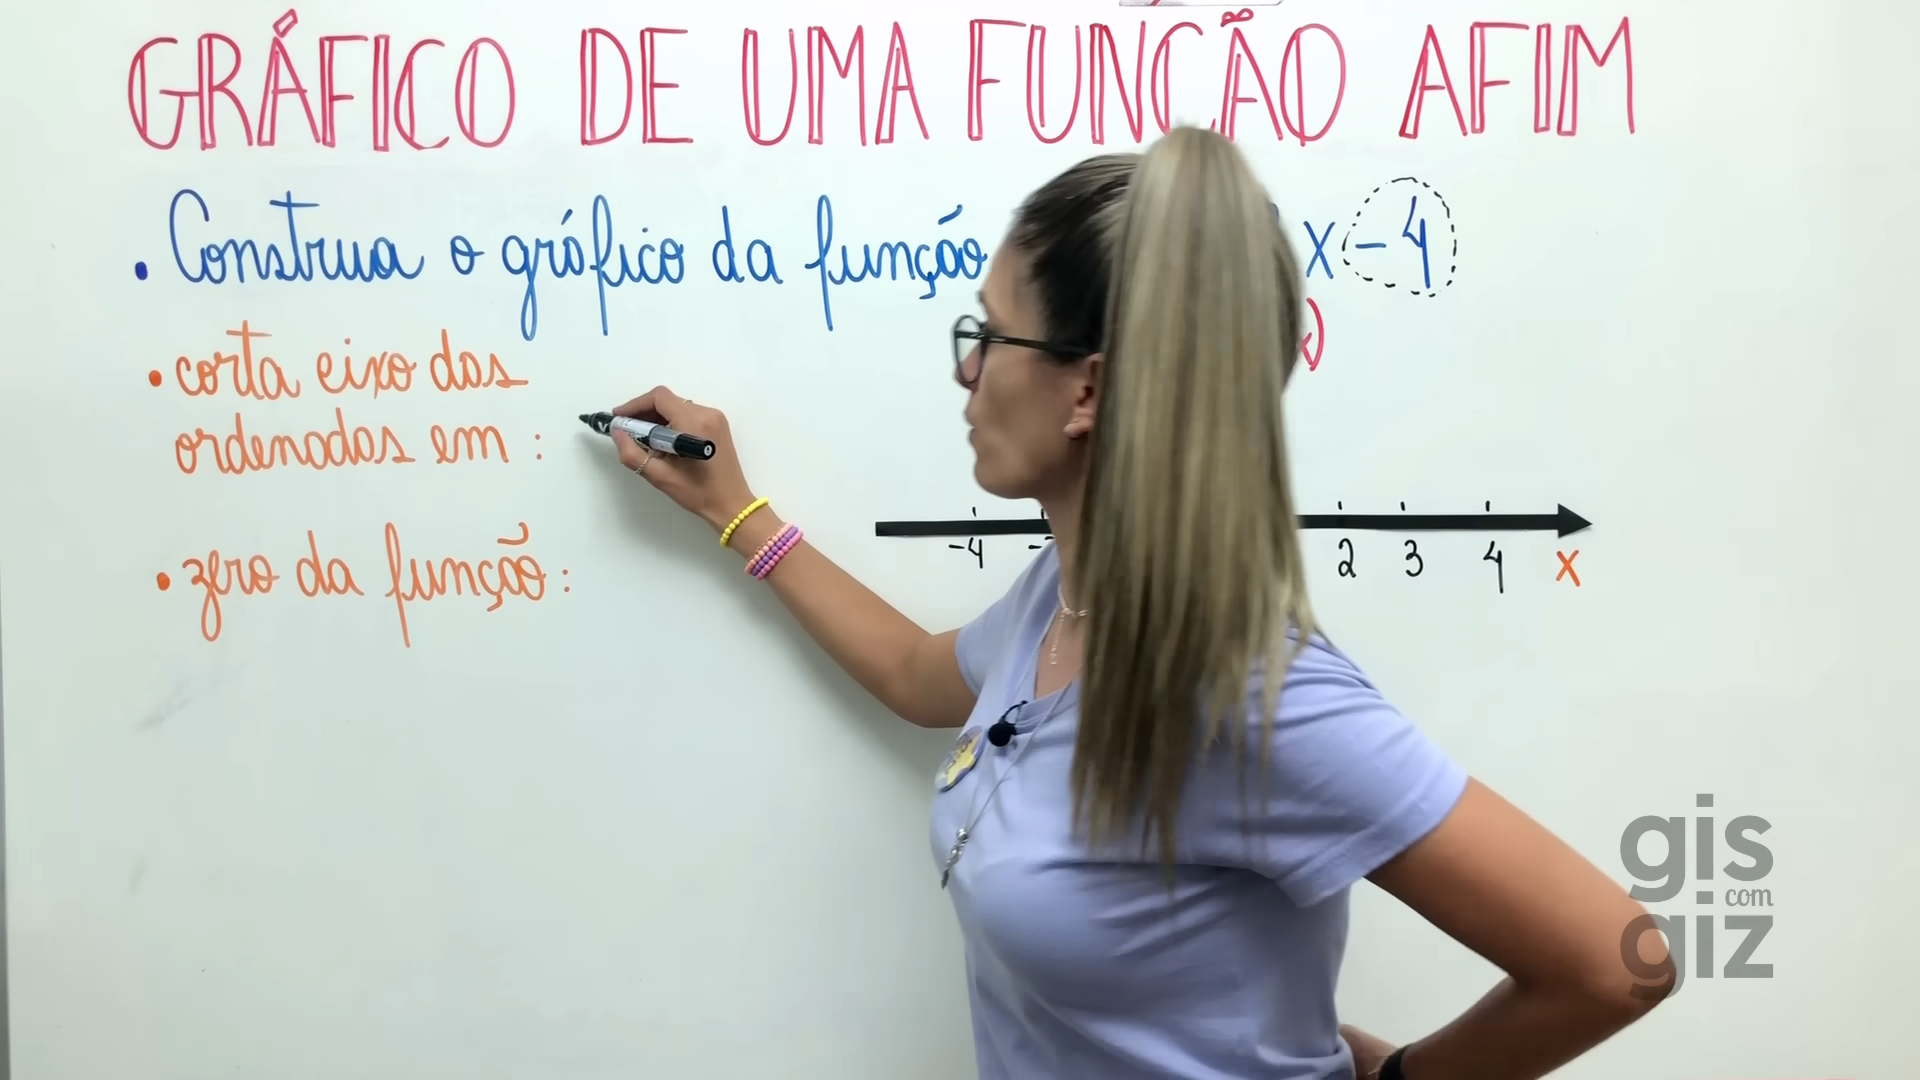 GRÁFICO DE UMA FUNÇÃO AFIM
• Construa o gráfico da função x - 4
)
• corta eixo das
ordenadas em :
-4 2 3 4 x
• zero da função :
gis
com
giz